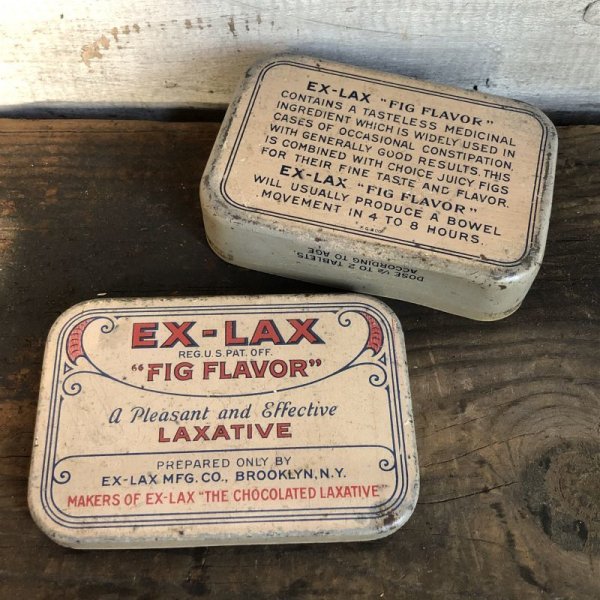 EX-LAX "FIG FLAVOR"
CONTAINS A TASTELESS MEDICINAL
INGREDIENT WHICH IS WIDELY USED IN
CASES OF OCCASIONAL CONSTIPATION
WITH GENERALLY GOOD RESULTS. THIS
IS COMBINED WITH CHOICE JUICY FIGS
FOR THEIR FINE TASTE AND FLAVOR.
EX-LAX "FIG FLAVOR"
WILL USUALLY PRODUCE A BOWEL
MOVEMENT IN 4 TO 8 HOURS.
DOSE ½ TO 2 TABLETS,
ACCORDING TO AGE
EX-LAX
REG. U.S. PAT. OFF.
"FIG FLAVOR"
A Pleasant and Effective
LAXATIVE
PREPARED ONLY BY
EX-LAX MFG. CO., BROOKLYN, N.Y.
MAKERS OF EX-LAX "THE CHOCOLATED LAXATIVE"